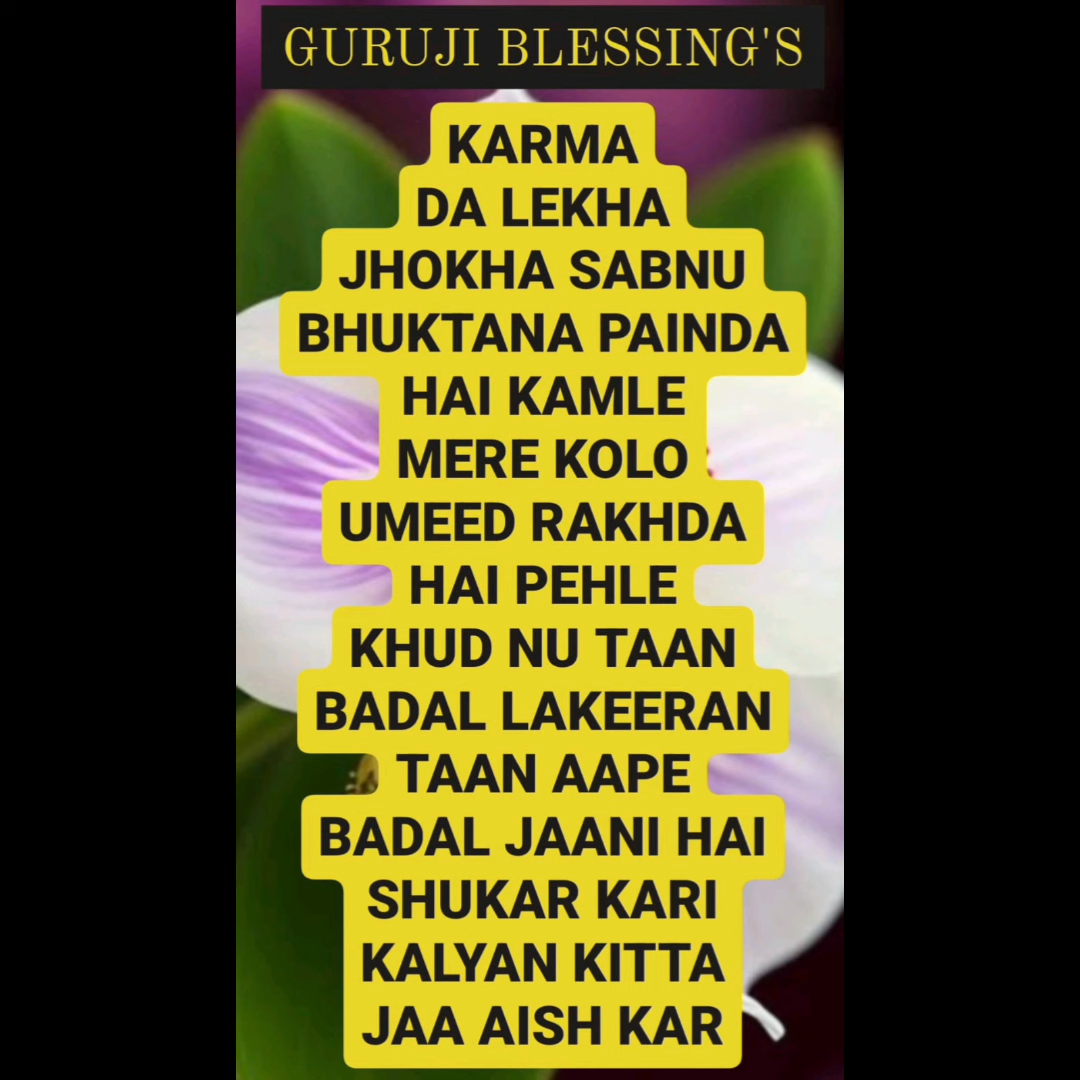 GURUJI BLESSING'S
KARMA
DA LEKHA
JHOKHA SABNU
BHUKTANA PAINDA
HAI KAMLE
MERE KOLO
UMEED RAKHDA
HAI PEHLE
KHUD NU TAAN
BADAL LAKEERAN
TAAN AAPE
BADAL JAANI HAI
SHUKAR KARI
KALYAN KITTA
JAA AISH KAR